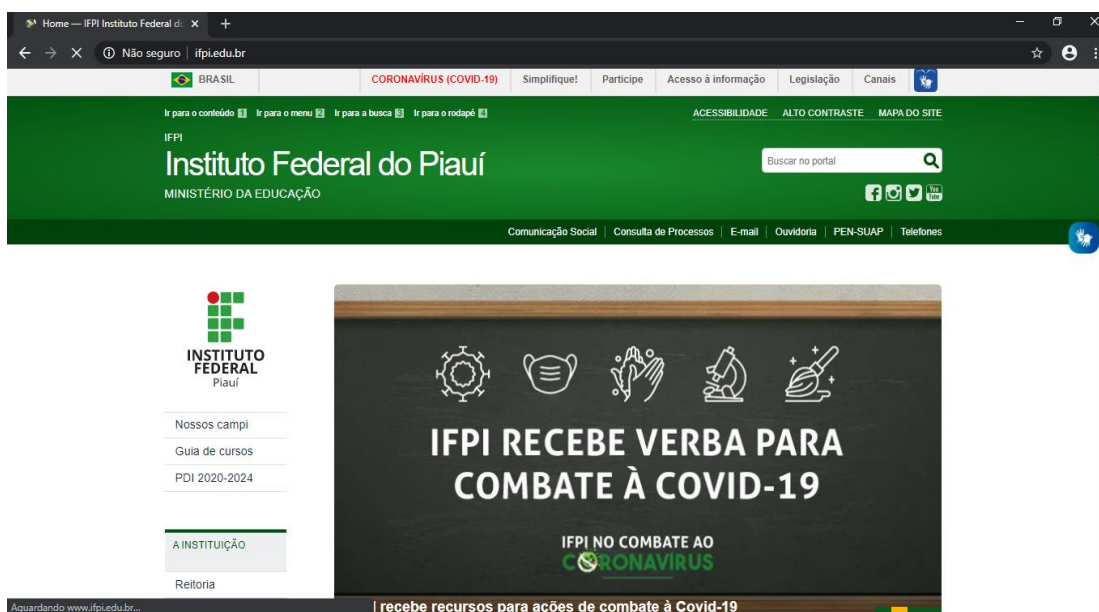 Home — IFPI Instituto Federal do
Não seguro | ifpi.edu.br
BRASIL CORONAVÍRUS (COVID-19) Simplifique! Participe Acesso à informação Legislação Canais
Ir para o conteúdo 1 Ir para o menu 2 Ir para a busca 3 Ir para o rodapé 4 ACESSIBILIDADE ALTO CONTRASTE MAPA DO SITE
IFPI
Instituto Federal do Piauí
Buscar no portal
MINISTÉRIO DA EDUCAÇÃO
You Tube
Comunicação Social | Consulta de Processos | E-mail | Ouvidoria | PEN-SUAP | Telefones
INSTITUTO
FEDERAL
Piauí
Nossos campi
Guia de cursos
PDI 2020-2024
A INSTITUIÇÃO
Reitoria
IFPI RECEBE VERBA PARA
COMBATE À COVID-19
IFPI NO COMBATE AO
CORONAVÍRUS
recebe recursos para ações de combate à Covid-19
Aguardando www.ifpi.edu.br...